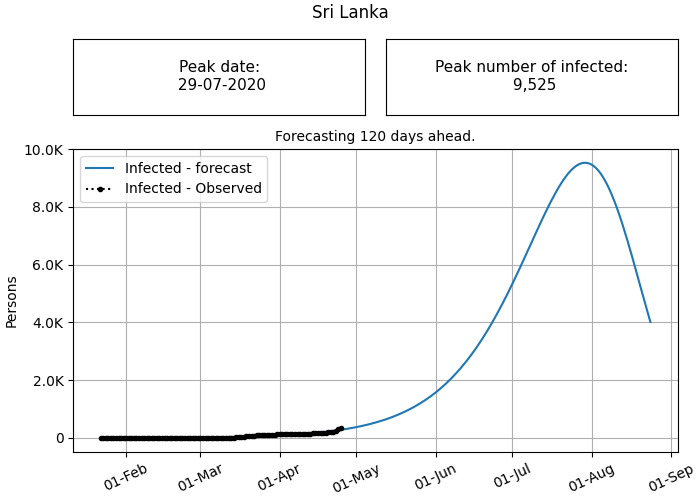 Sri Lanka
Peak date:
29-07-2020
Peak number of infected:
9,525
Forecasting 120 days ahead.
Infected - forecast
Infected - Observed
Persons
10.0K
8.0K
6.0K
4.0K
2.0K
0
01-Feb
01-Mar
01-Apr
01-May
01-Jun
01-Jul
01-Aug
01-Sep